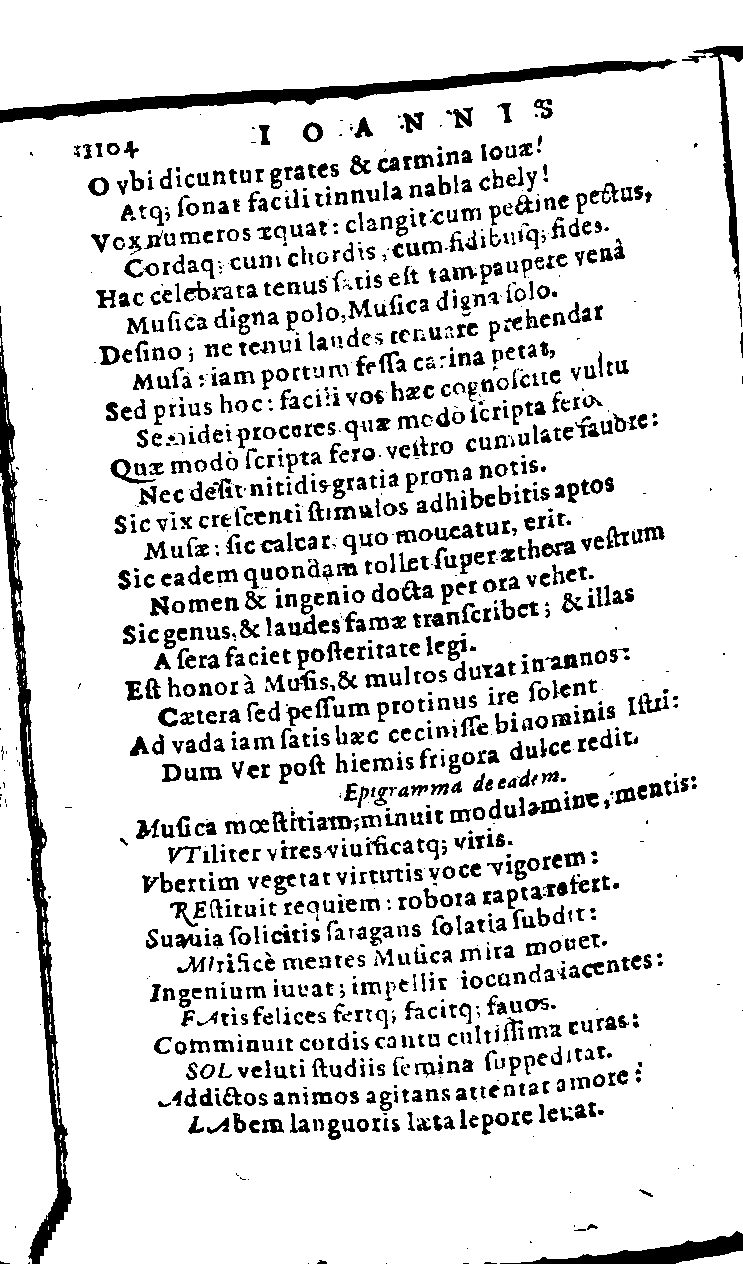 1104 IOANNIS
O vbi dicuntur grates & carmina Iouæ!
Atq; ſonat facili tinnula nabla chely!
Vox numeros æquat: clangit cum pectine pectus,
Cordaq; cum chordis, cum fidibuſq; fides.
Hac celebrata tenus ſatis eſt tam paupere venâ
Muſica digna polo, Muſica digna ſolo.
Deſino; ne tenui laudes tenuare prehendar
Muſa: iam portum feſſa carina petat,
Sed prius hoc: facili vos hæc cognoſcite vultu
Semidei proceres quæ modò ſcripta fero.
Quæ modò ſcripta fero veſtro cumulate fauore:
Nec deſit nitidis gratia prona notis.
Sic vix creſcenti ſtimulos adhibebitis aptos
Muſæ: ſic calcar, quo moueatur, erit.
Sic eadem quondam tollet ſuper æthera veſtrum
Nomen & ingenio docta per ora vehet.
Sic genus, & laudes famæ tranſcribet; & illas
A ſera faciet poſteritate legi.
Eſt honor à Muſis, & multos durat in annos:
Cætera ſed peſſum protinus ire ſolent
Ad vada iam ſatis hæc ceciniſſe binominis Iſtri:
Dum Ver poſt hiemis frigora dulce redit.
Epigramma de eadem.
Muſica mœſtitiam; minuit modulamine, mentis:
VTiliter vires viuificatq; viris.
Vbertim vegetat virtutis voce vigorem:
REſtituit requiem: robora rapta refert.
Suauia ſolicitis ſatagans ſolatia ſubdit:
MIrificè mentes Muſica mira mouet.
Ingenium iuuat; impellit iocunda iacentes:
FAtis felices fertq; facitq; fauos.
Comminuit cordis cantu cultiſſima curas:
SOL veluti ſtudiis ſemina ſuppeditat.
Addictos animos agitans attentat amore:
LAbem languoris læta lepore leuat.